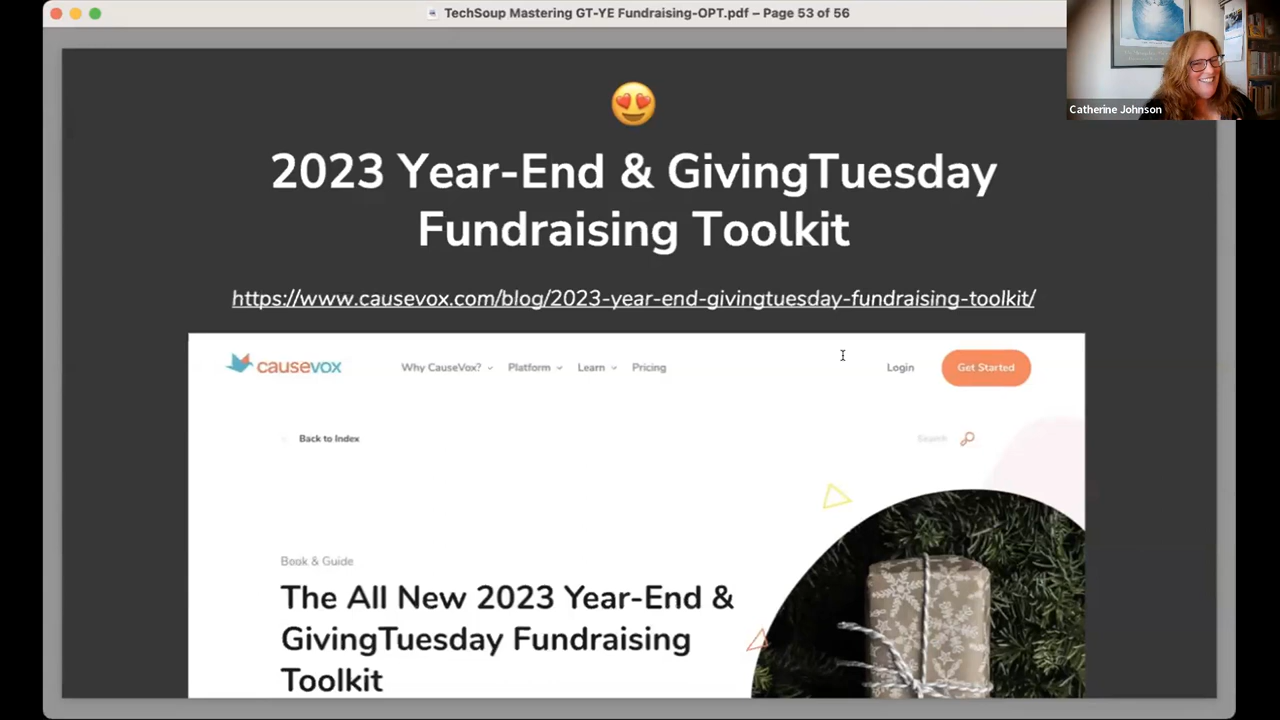 TechSoup Mastering GT-YE Fundraising-OPT.pdf – Page 53 of 56
Catherine Johnson
2023 Year-End & GivingTuesday
Fundraising Toolkit
https://www.causevox.com/blog/2023-year-end-givingtuesday-fundraising-toolkit/
causevox
Why CauseVox?
Platform
Learn
Pricing
Login
Get Started
Back to Index
Search
Book & Guide
The All New 2023 Year-End &
GivingTuesday Fundraising
Toolkit